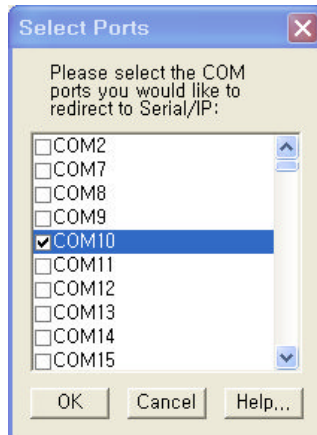 Select Ports
Please select the COM
ports you would like to
redirect to Serial/IP:
COM2
COM7
COM8
COM9
COM10
COM11
COM12
COM13
COM14
COM15
OK Cancel Help,,,